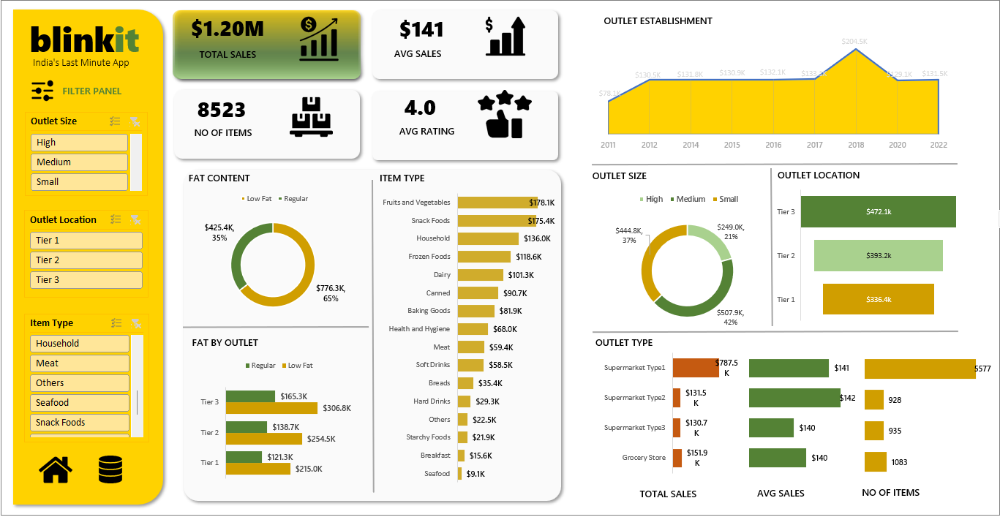 blinkit
India's Last Minute App
FILTER PANEL
Outlet Size
High
Medium
Small
Outlet Location
Tier 1
Tier 2
Tier 3
Item Type
Household
Meat
Others
Seafood
Snack Foods
$1.20M
TOTAL SALES
$
$141
AVG SALES
$
8523
NO OF ITEMS
4.0
AVG RATING
FAT CONTENT
Low Fat Regular
$425.4K,
35%
$776.3K,
65%
FAT BY OUTLET
Regular Low Fat
Tier 3 $165.3K
$306.8K
Tier 2 $138.7K
$254.5K
Tier 1 $121.3K
$215.0K
ITEM TYPE
Fruits and Vegetables $178.1K
Snack Foods $175.4K
Household $136.0K
Frozen Foods $118.6K
Dairy $101.3K
Canned $90.7K
Baking Goods $81.9K
Health and Hygiene $68.0K
Meat $59.4K
Soft Drinks $58.5K
Breads $35.4K
Hard Drinks $29.3K
Others $22.5K
Starchy Foods $21.9K
Breakfast $15.6K
Seafood $9.1K
OUTLET ESTABLISHMENT
$204.5K
$78.1K $130.5K $131.8K $130.9K $132.1K $129.1K $131.5K
2011 2012 2014 2015 2016 2017 2018 2020 2022
OUTLET SIZE
High Medium Small
$444.8K,
37%
$249.0K,
21%
$507.9K,
42%
OUTLET LOCATION
Tier 3 $472.1k
Tier 2 $393.2k
Tier 1 $336.4k
OUTLET TYPE
Supermarket Type1 $787.5
K
$141 5577
Supermarket Type2 $131.5
K
$142 928
Supermarket Type3 $130.7
K
$140 935
Grocery Store $151.9
K
$140 1083
TOTAL SALES AVG SALES NO OF ITEMS